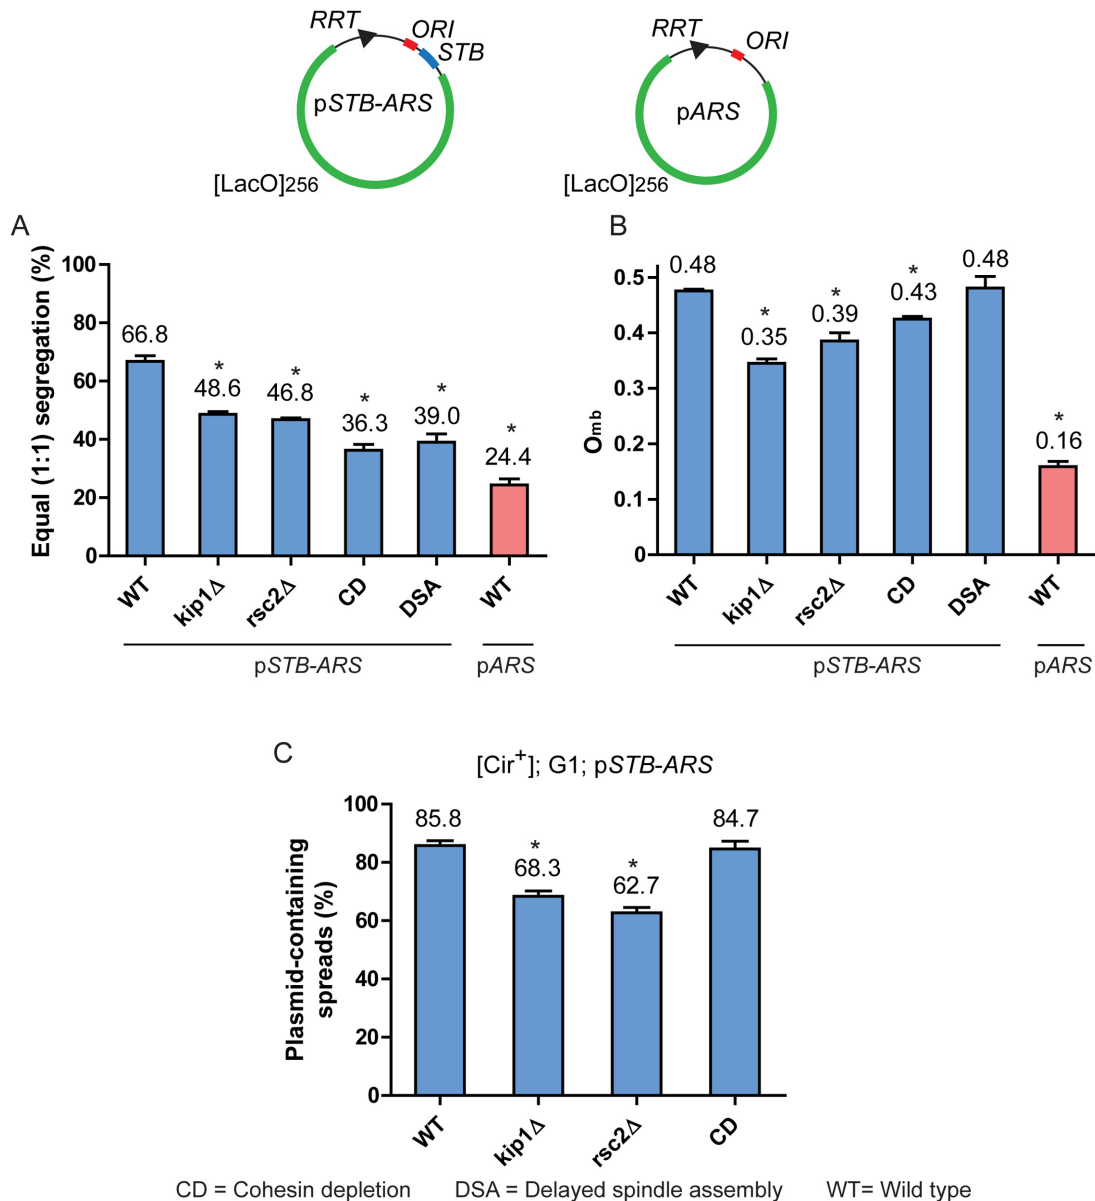 RRT ORI STB
pSTB-ARS
[LacO]256
RRT ORI
pARS
[LacO]256
A
Equal (1:1) segregation (%)
100
80
60
40
20
0
66.8
*
48.6
*
46.8
*
36.3
*
39.0
*
24.4
WT kip1Δ rsc2Δ CD DSA WT
pSTB-ARS pARS
B
Omb
0.5
0.4
0.3
0.2
0.1
0
0.48
*
0.35
*
0.39
*
0.43
0.48
*
0.16
WT kip1Δ rsc2Δ CD DSA WT
pSTB-ARS pARS
C
[Cir+]; G1; pSTB-ARS
Plasmid-containing
spreads (%)
100
80
60
40
20
0
85.8
*
68.3
*
62.7
84.7
WT kip1Δ rsc2Δ CD
CD = Cohesin depletion DSA = Delayed spindle assembly WT= Wild type